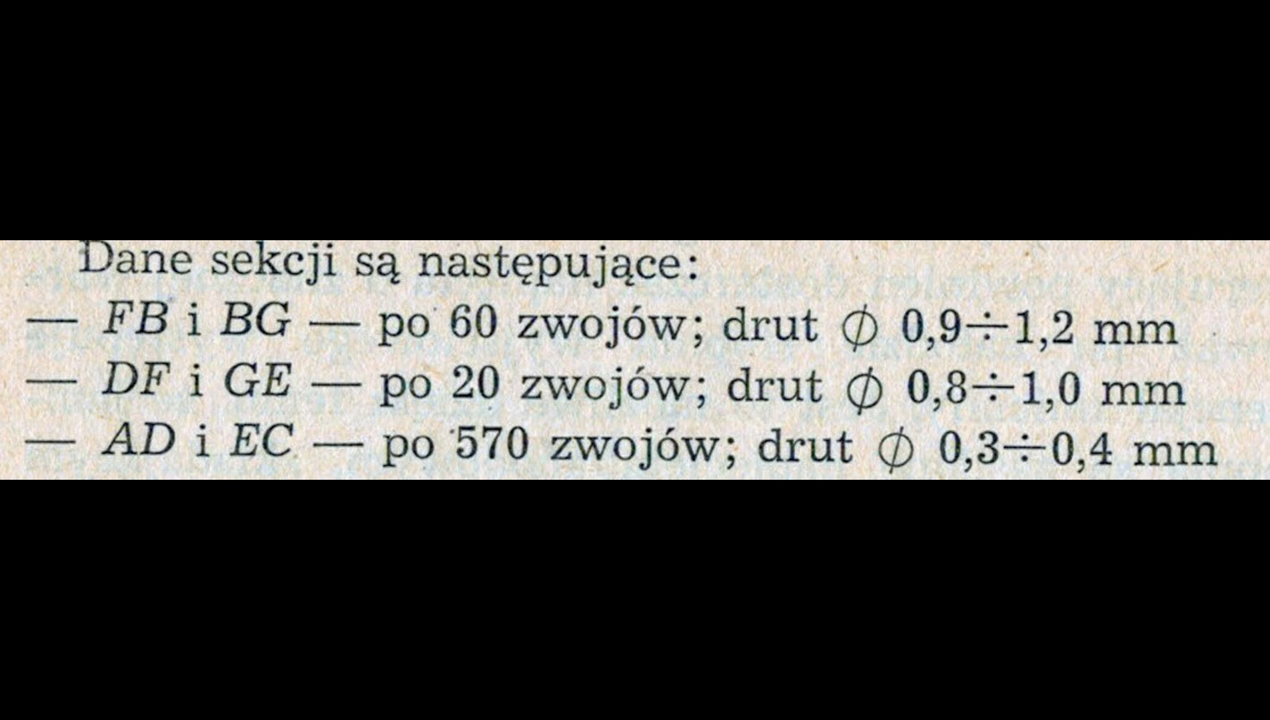 Dane sekcji są następujące:
— FB i BG — po 60 zwojów; drut ∅ 0,9÷1,2 mm
— DF i GE — po 20 zwojów; drut ∅ 0,8÷1,0 mm
— AD i EC — po 570 zwojów; drut ∅ 0,3÷0,4 mm